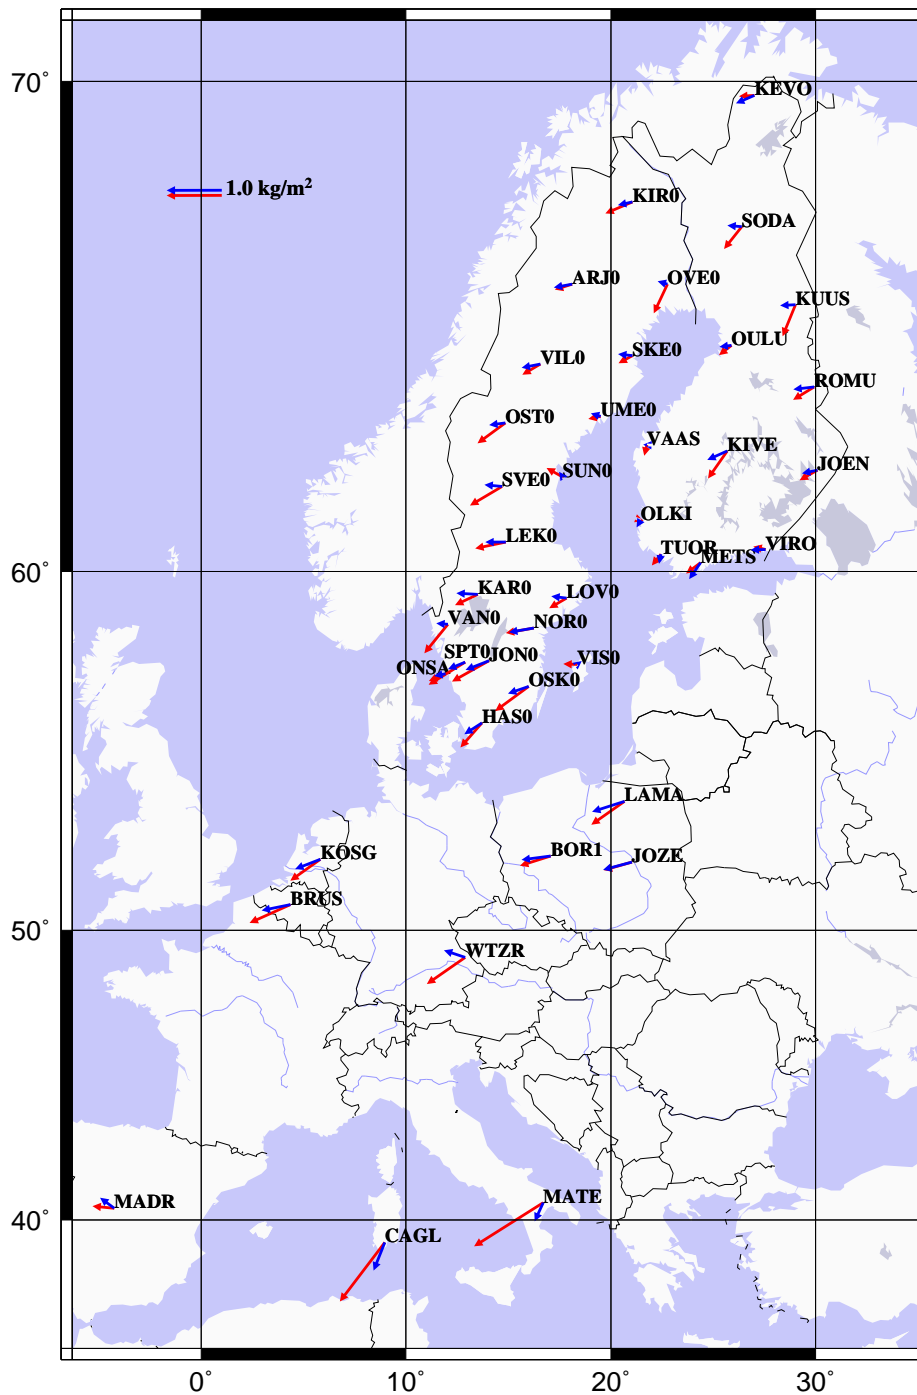 70°
KEVO
1.0 kg/m²
KIR0
SODA
ARJ0
OVE0
KUUS
OULU
SKE0
VIL0
ROMU
UME0
OST0
VAAS
KIVE
JOEN
SUN0
SVE0
OLKI
LEK0
TUOR
VIRO
METS
60°
KAR0
LOV0
VAN0
NOR0
SPT0
JON0
VIS0
ONSA
OSK0
HAS0
LAMA
KOSG
BOR1
JOZE
BRUS
50°
WTZR
MADR
MATE
40°
CAGL
0°
10°
20°
30°